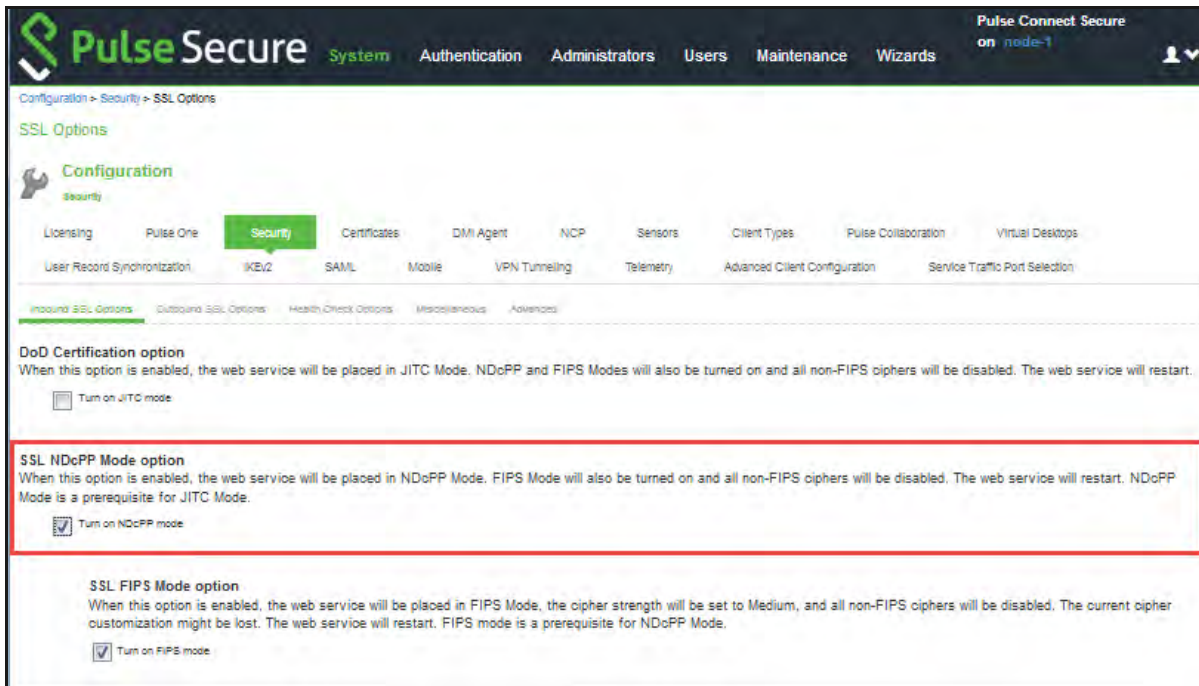 Pulse Secure
System Authentication Administrators Users Maintenance Wizards
Pulse Connect Secure
on node-1
Configuration > Security > SSL Options
SSL Options
Configuration
Security
Licensing Pulse One Security Certificates DMI Agent NCP Sensors Client Types Pulse Collaboration Virtual Desktops
User Record Synchronization IKEv2 SAML Mobile VPN Tunneling Telemetry Advanced Client Configuration Service Traffic Port Selection
Inbound SSL Options Outbound SSL Options Health Check Options Miscellaneous Advanced
DoD Certification option
When this option is enabled, the web service will be placed in JITC Mode. NDcPP and FIPS Modes will also be turned on and all non-FIPS ciphers will be disabled. The web service will restart.
Turn on JITC mode
SSL NDcPP Mode option
When this option is enabled, the web service will be placed in NDcPP Mode. FIPS Mode will also be turned on and all non-FIPS ciphers will be disabled. The web service will restart. NDcPP
Mode is a prerequisite for JITC Mode.
Turn on NDcPP mode
SSL FIPS Mode option
When this option is enabled, the web service will be placed in FIPS Mode, the cipher strength will be set to Medium, and all non-FIPS ciphers will be disabled. The current cipher
customization might be lost. The web service will restart. FIPS mode is a prerequisite for NDcPP Mode.
Turn on FIPS mode